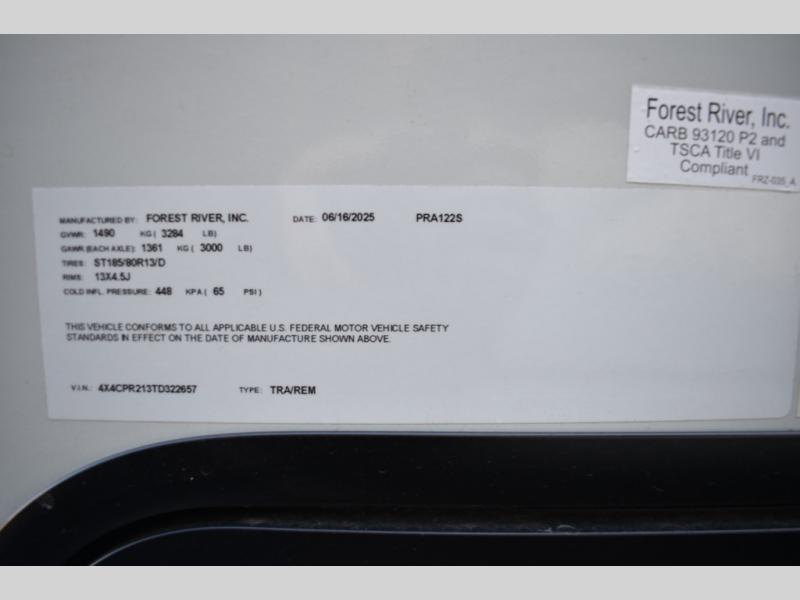 Forest River, Inc.
CARB 93120 P2 and
TSCA Title VI
Compliant
FRZ-035_A
MANUFACTURED BY: FOREST RIVER, INC. DATE: 06/16/2025 PRA122S
GVWR: 1490 KG ( 3284 LB)
GAWR (EACH AXLE): 1361 KG ( 3000 LB)
TIRES: ST185/80R13/D
RIMS: 13X4.5J
COLD INFL. PRESSURE: 448 KPA ( 65 PSI )
THIS VEHICLE CONFORMS TO ALL APPLICABLE U.S. FEDERAL MOTOR VEHICLE SAFETY
STANDARDS IN EFFECT ON THE DATE OF MANUFACTURE SHOWN ABOVE.
V.I.N.: 4X4CPR213TD322657 TYPE: TRA/REM